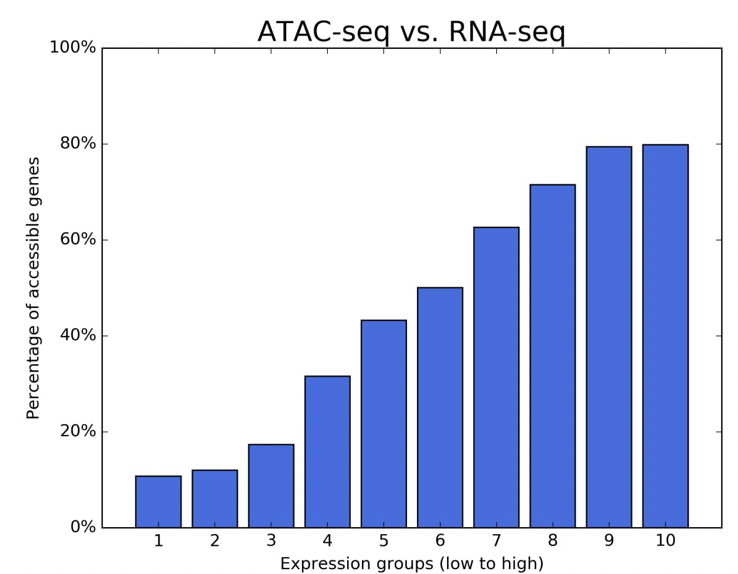 ATAC-seq vs. RNA-seq
100%
80%
60%
40%
20%
0%
Percentage of accessible genes
1 2 3 4 5 6 7 8 9 10
Expression groups (low to high)